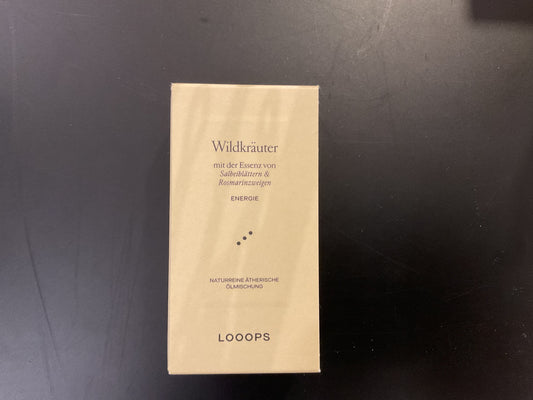 Wildkräuter
mit der Essenz von
Salbeiblättern &
Rosmarinzweigen
ENERGIE
NATURREINE ÄTHERISCHE
ÖLMISCHUNG
LOOOPS